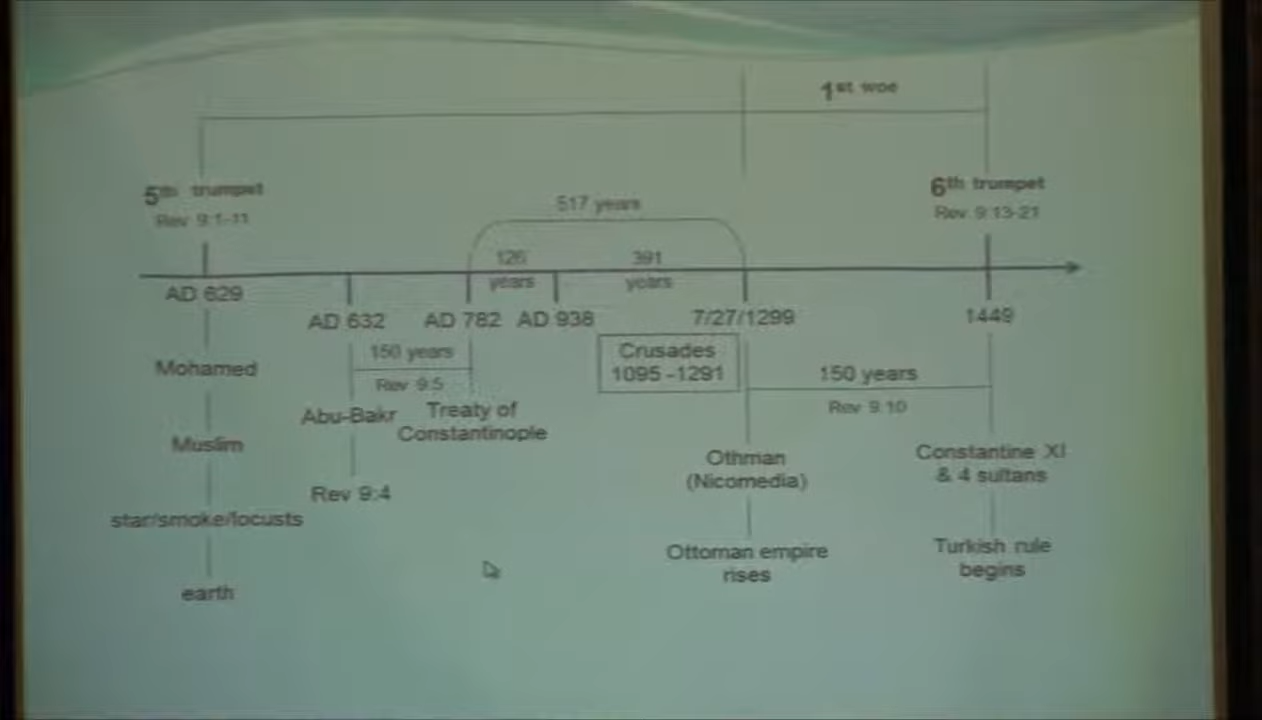 1st woe
5th trumpet
Rev 9:1-11
6th trumpet
Rev 9:13-21
517 years
126
years
391
years
AD 629
AD 632
AD 782
AD 938
7/27/1299
1449
150 years
Rev 9:5
Crusades
1095 -1291
150 years
Rev 9:10
Mohamed
Muslim
star/smoke/locusts
earth
Abu-Bakr
Rev 9:4
Treaty of
Constantinople
Othman
(Nicomedia)
Ottoman empire
rises
Constantine XI
& 4 sultans
Turkish rule
begins